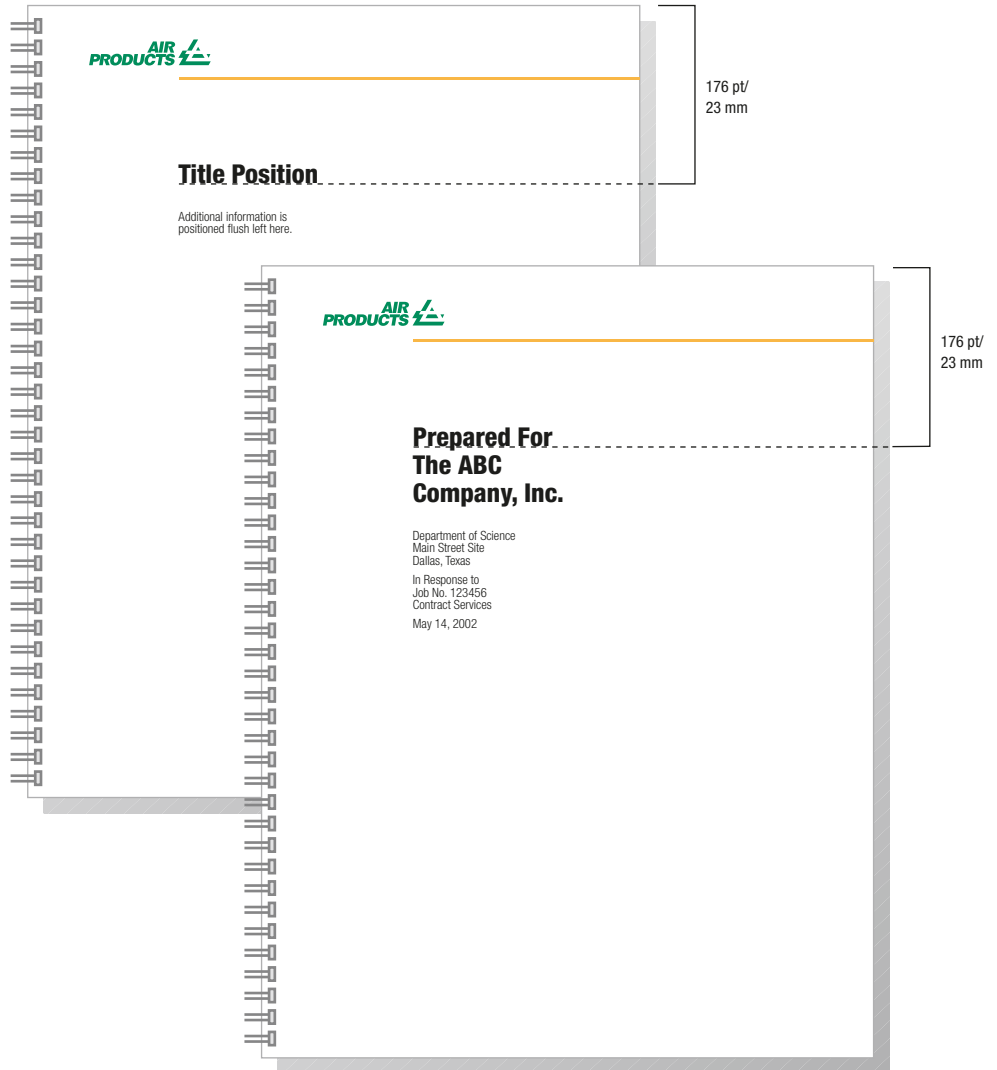 AIR
PRODUCTS
176 pt/
23 mm
Title Position
Additional information is
positioned flush left here.
AIR
PRODUCTS
176 pt/
23 mm
Prepared For
The ABC
Company, Inc.
Department of Science
Main Street Site
Dallas, Texas
In Response to
Job No. 123456
Contract Services
May 14, 2002